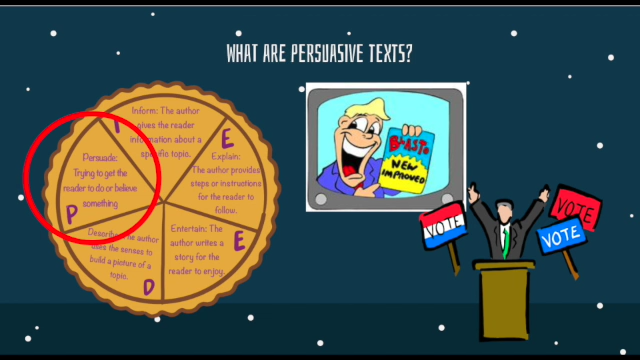 WHAT ARE PERSUASIVE TEXTS?
Inform: The author
gives the reader
information about a
specific topic.
I
E
Explain:
The author provides
steps or instructions
for the reader to
follow.
Persuade:
Trying to get the
reader to do or believe
something
P
Describe: The author
uses the senses to
build a picture of a
topic.
D
Entertain: The
author writes a
story for the
reader to enjoy.
E
BLASTO
NEW
IMPROVED
VOTE
VOTE
VOTE